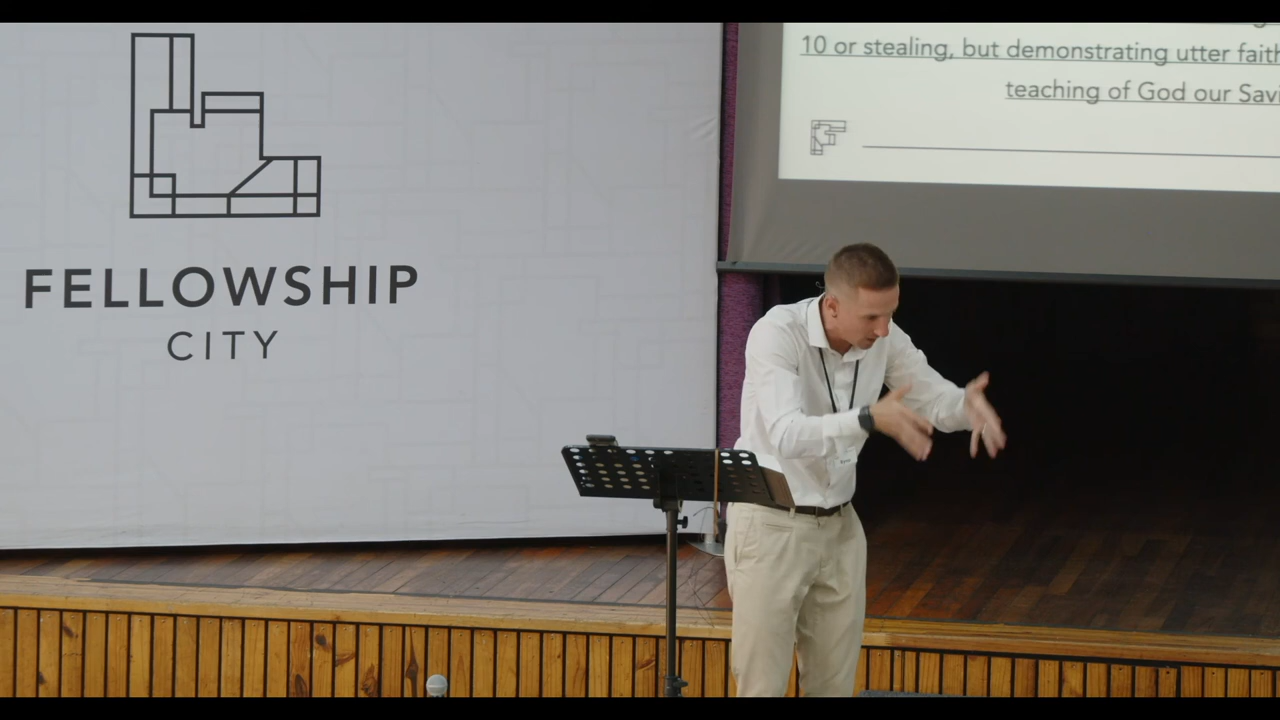 FELLOWSHIP
CITY
10 or stealing, but demonstrating utter faith
teaching of God our Savi